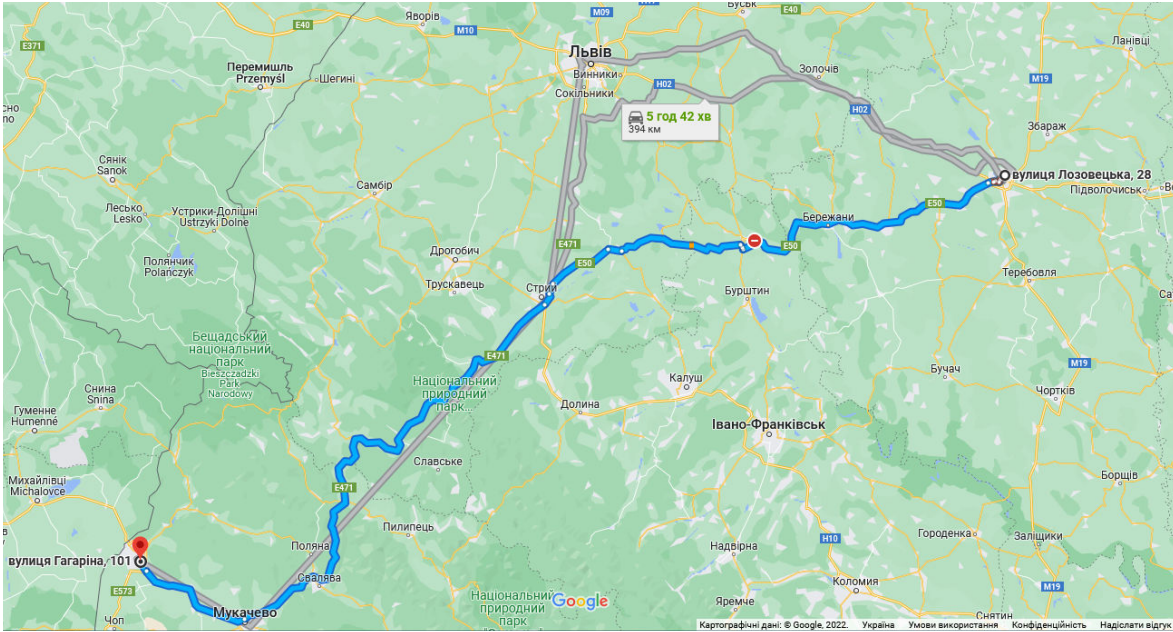 Яворів
M09
Буськ
E40
E40
M10
E371
Львів
Ланівці
Перемишль
Przemyśl
Шегині
Винники
Золочів
M19
Сокільники
H02
5 год 42 хв
394 км
H02
Збараж
Сянік
Sanok
вулиця Лозовецька, 28
Підволочиськ
Самбір
Лесько
Lesko
Устрики-Долішні
Ustrzyki Dolne
E50
Бережани
Дрогобич
E471
E50
Полянчик
Polańczyk
E50
Теребовля
Трускавець
Стрий
Бурштин
Бещадський
національний
парк
Bieszczadzki
Park
Narodowy
E471
M19
Національний
природний
парк...
Калуш
Бучач
Снина
Snina
Чортків
Долина
Гуменне
Humenné
Івано-Франківськ
Славське
Михайлівці
Michalovce
E471
Борщів
Пилипець
Городенка
Заліщики
H10
Поляна
Надвірна
вулиця Гагаріна, 101
Свалява
Коломия
E573
M19
Національний
природний
парк
Google
Яремче
Мукачево
Снятин
Чоп
Картографічні дані: © Google, 2022.
Україна
Умови використання
Конфіденційність
Надіслати відгук